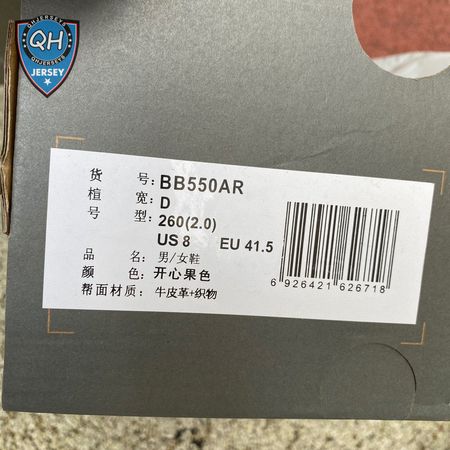 QHJERSEYS
QH
QHJERSEYS
JERSEY
货 号: BB550AR
楦 宽: D
号 型: 260(2.0)
US 8 EU 41.5
品 名: 男/女鞋
颜 色: 开心果色
帮面材质: 牛皮革+织物
6 926421 626718